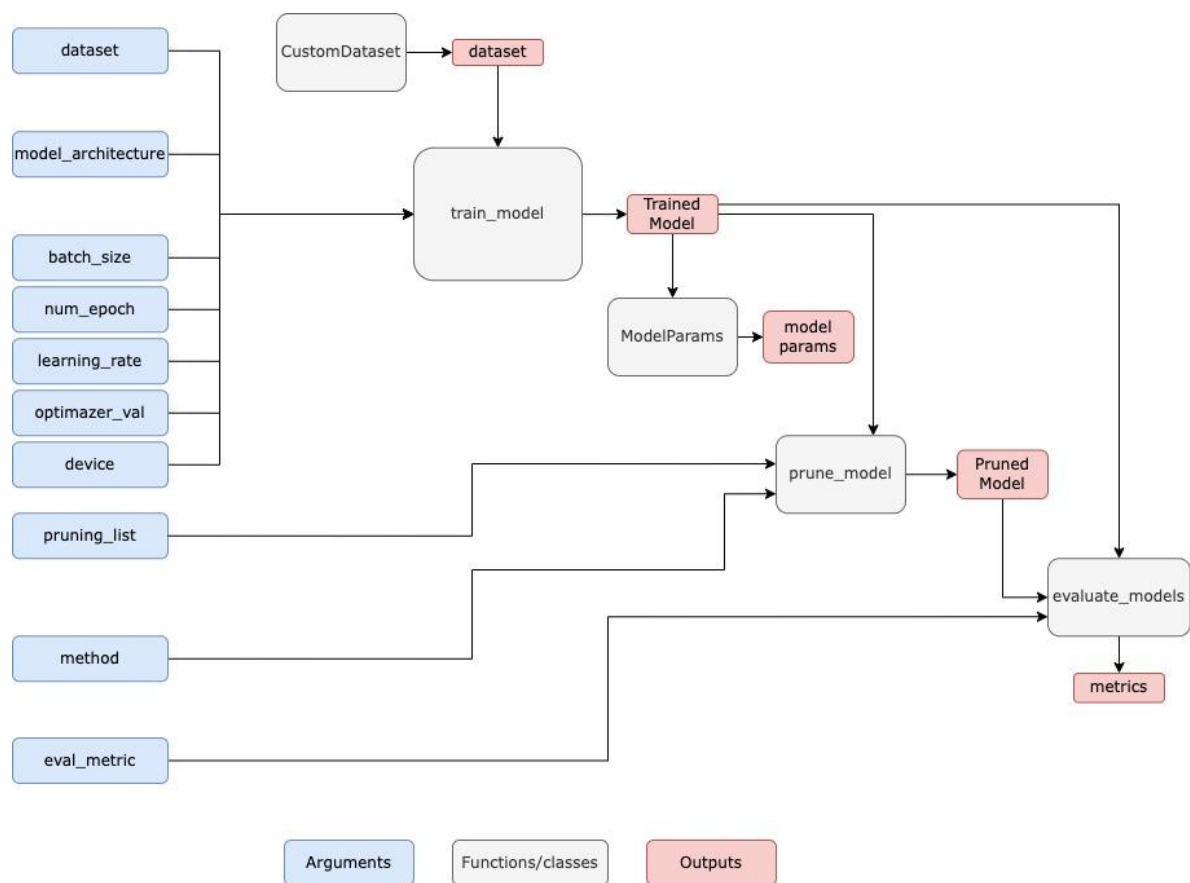 dataset
CustomDataset
dataset
model_architecture
train_model
Trained
Model
batch_size
num_epoch
learning_rate
optimazer_val
device
ModelParams
model
params
pruning_list
prune_model
Pruned
Model
method
evaluate_models
metrics
eval_metric
Arguments
Functions/classes
Outputs